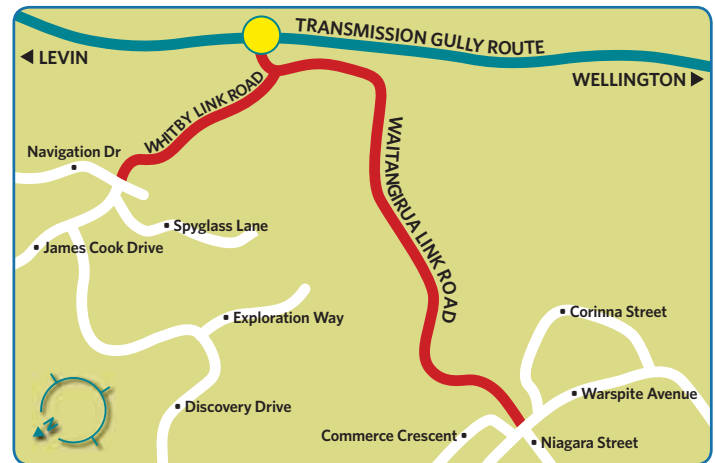 TRANSMISSION GULLY ROUTE
LEVIN
WELLINGTON
WHITBY LINK ROAD
WAITANGIRUA LINK ROAD
Navigation Dr
Spyglass Lane
James Cook Drive
Exploration Way
Corinna Street
Discovery Drive
Warspite Avenue
Commerce Crescent
Niagara Street
N